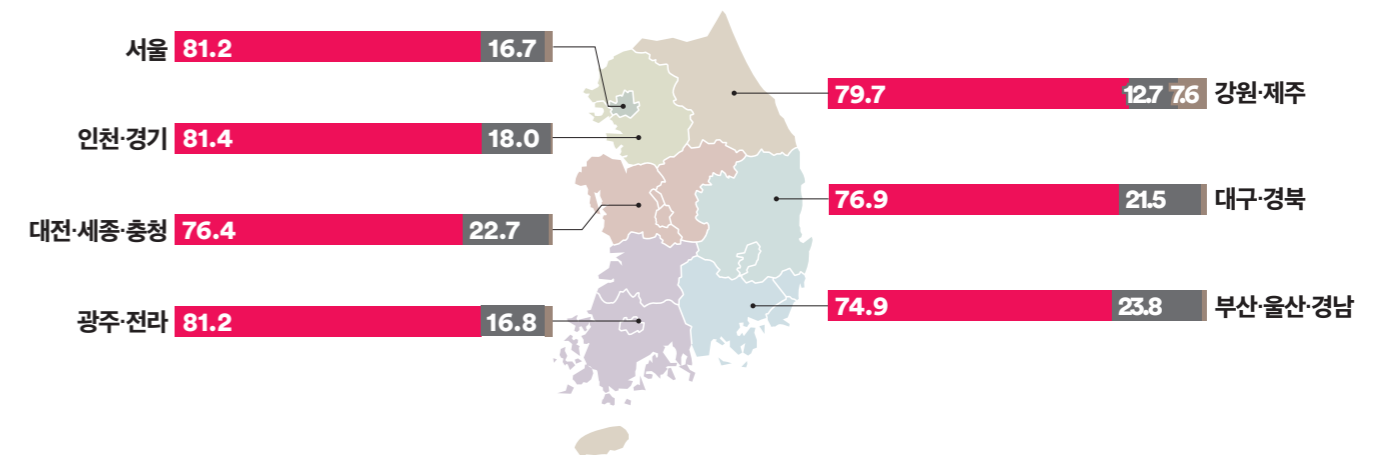 서울 81.2 16.7
인천·경기 81.4 18.0
대전·세종·충청 76.4 22.7
광주·전라 81.2 16.8
79.7 12.7 7.6 강원·제주
76.9 21.5 대구·경북
74.9 23.8 부산·울산·경남